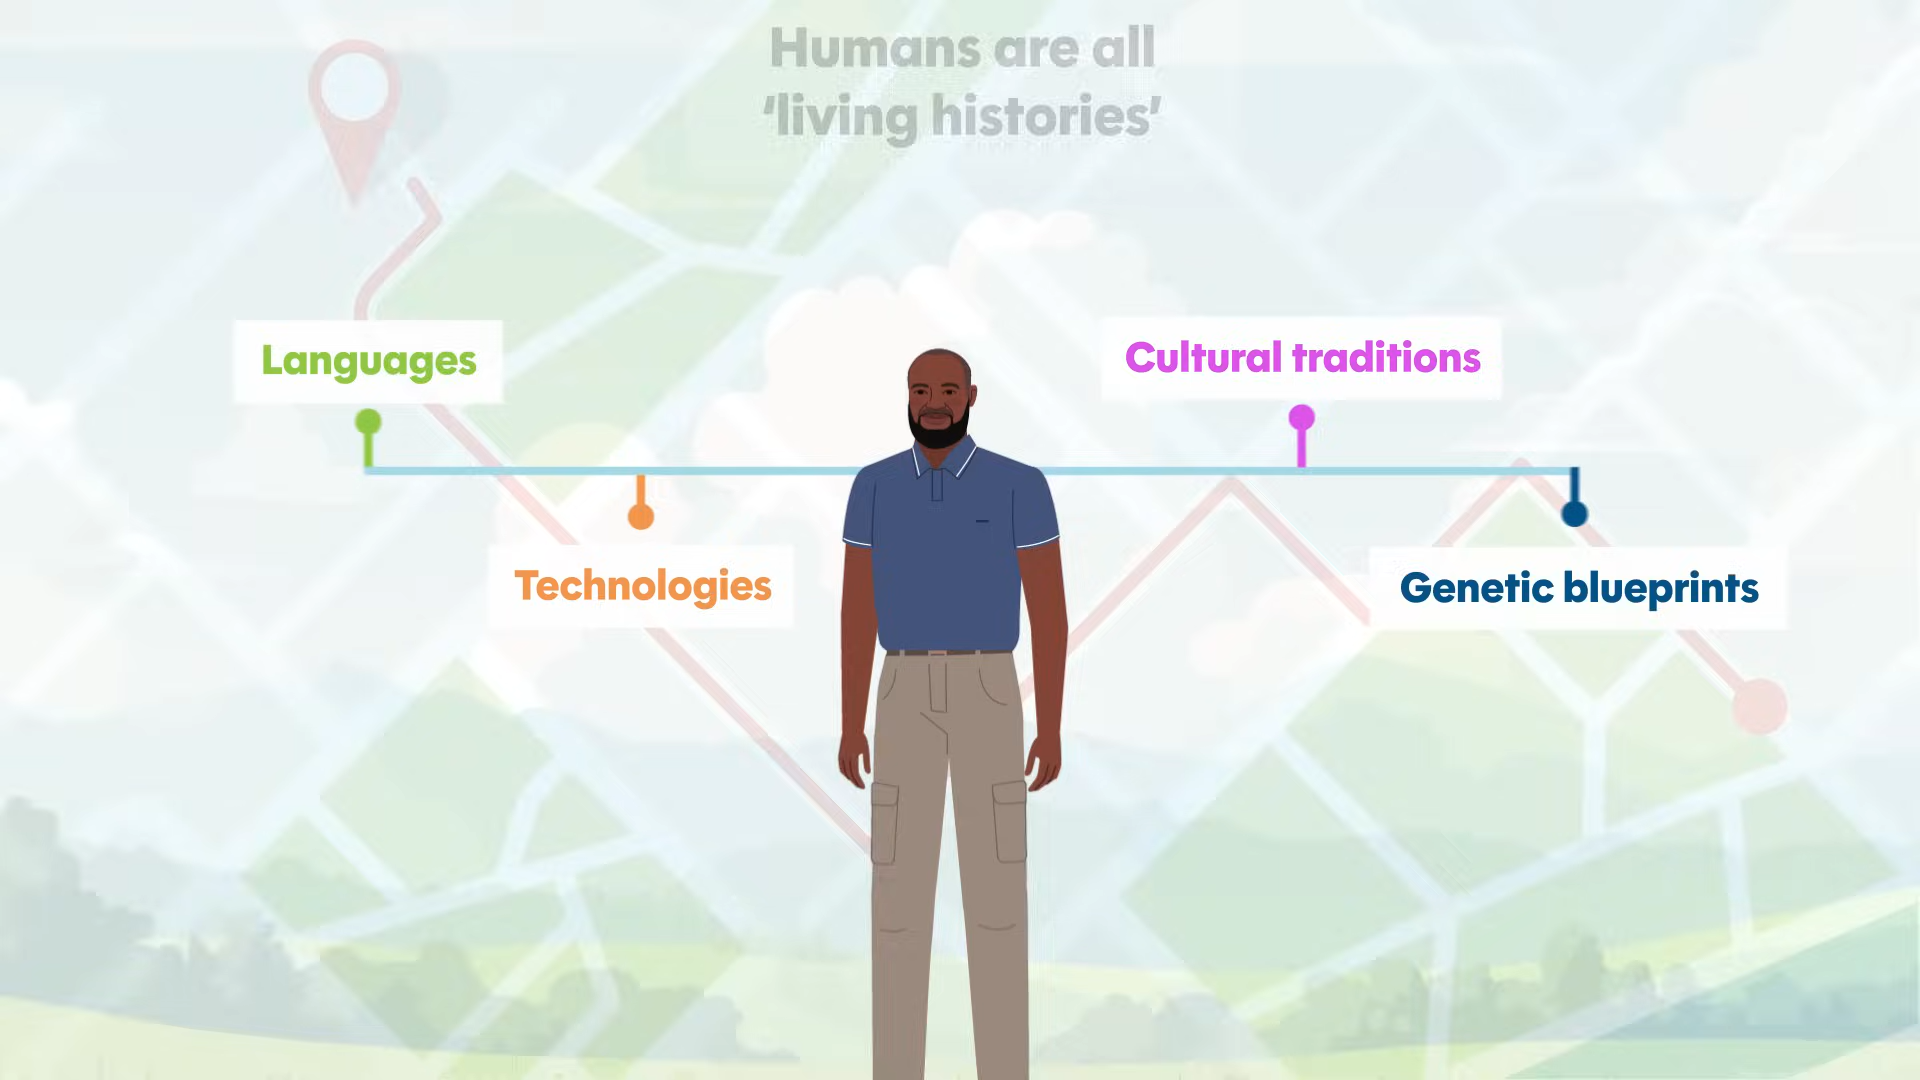 Humans are all
‘living histories’
Languages
Cultural traditions
Technologies
Genetic blueprints